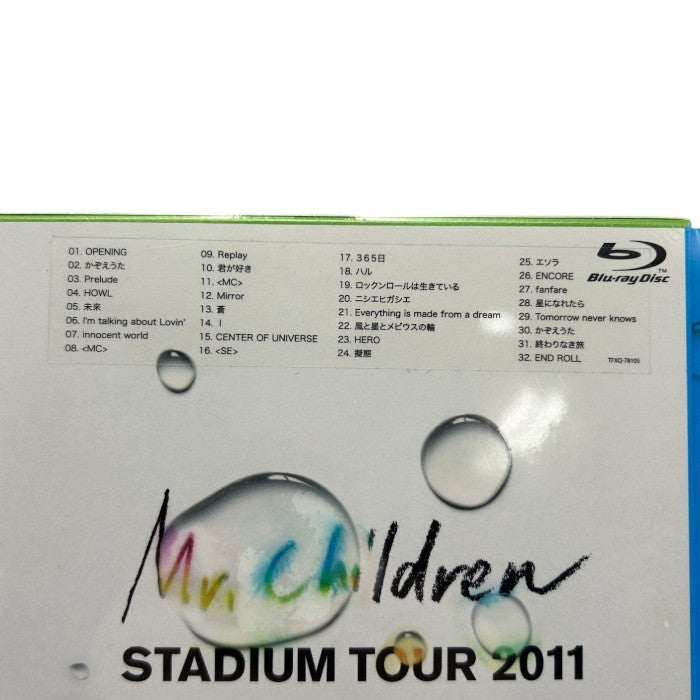 01. OPENING
02. かぞえうた
03. Prelude
04. HOWL
05. 未来
06. I'm talking about Lovin'
07. innocent world
08. <MC>
09. Replay
10. 君が好き
11. <MC>
12. Mirror
13. 蒼
14. I
15. CENTER OF UNIVERSE
16. <SE>
17. 365日
18. ハル
19. ロックンロールは生きている
20. ニシエヒガシエ
21. Everything is made from a dream
22. 風と星とメビウスの輪
23. HERO
24. 擬態
25. エソラ
26. ENCORE
27. fanfare
28. 星になれたら
29. Tomorrow never knows
30. かぞえうた
31. 終わりなき旅
32. END ROLL
Blu-ray Disc™
TFXQ-78105
Mr. Children
STADIUM TOUR 2011